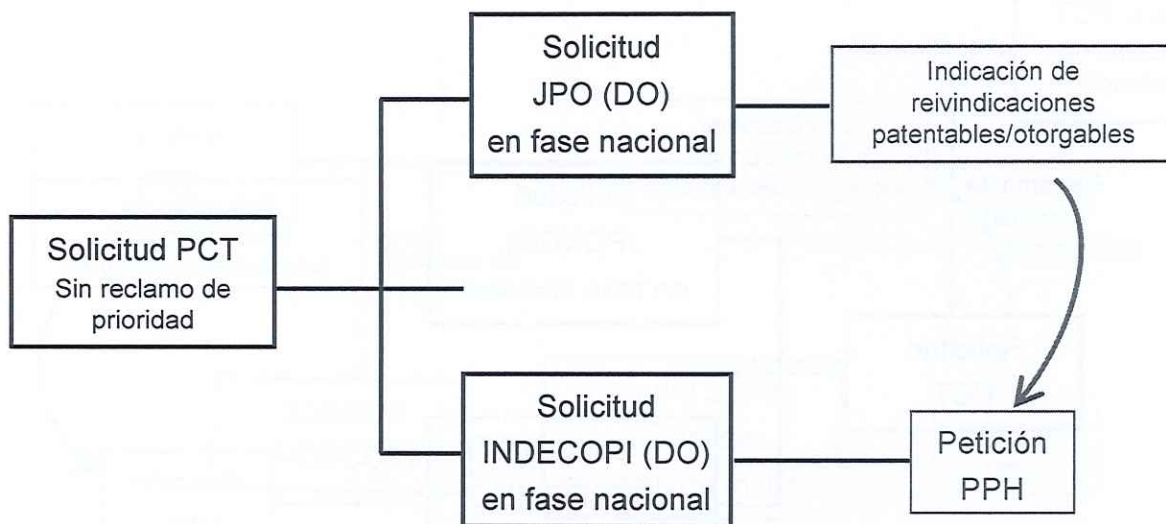 Solicitud
JPO (DO)
en fase nacional
Indicación de
reivindicaciones
patentables/otorgables
Solicitud PCT
Sin reclamo de
prioridad
Solicitud
INDECOPI (DO)
en fase nacional
Petición
PPH